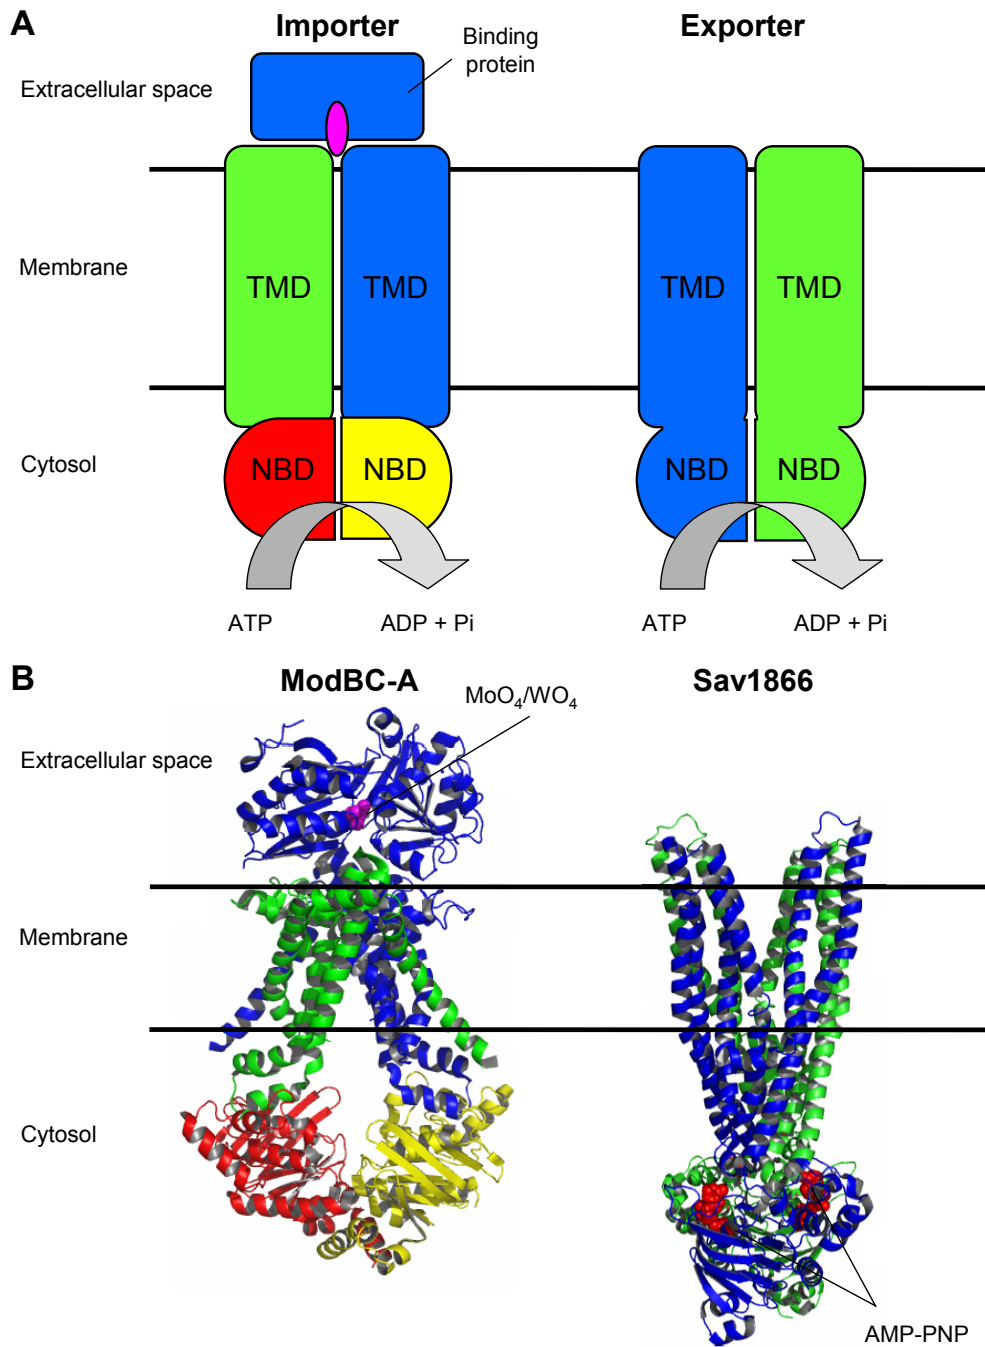 A
Importer
Exporter
Binding
protein
Extracellular space
Membrane
TMD
TMD
TMD
TMD
Cytosol
NBD
NBD
NBD
NBD
ATP
ADP + Pi
ATP
ADP + Pi
B
ModBC-A
Sav1866
MoO₄/WO₄
Extracellular space
Membrane
Cytosol
AMP-PNP